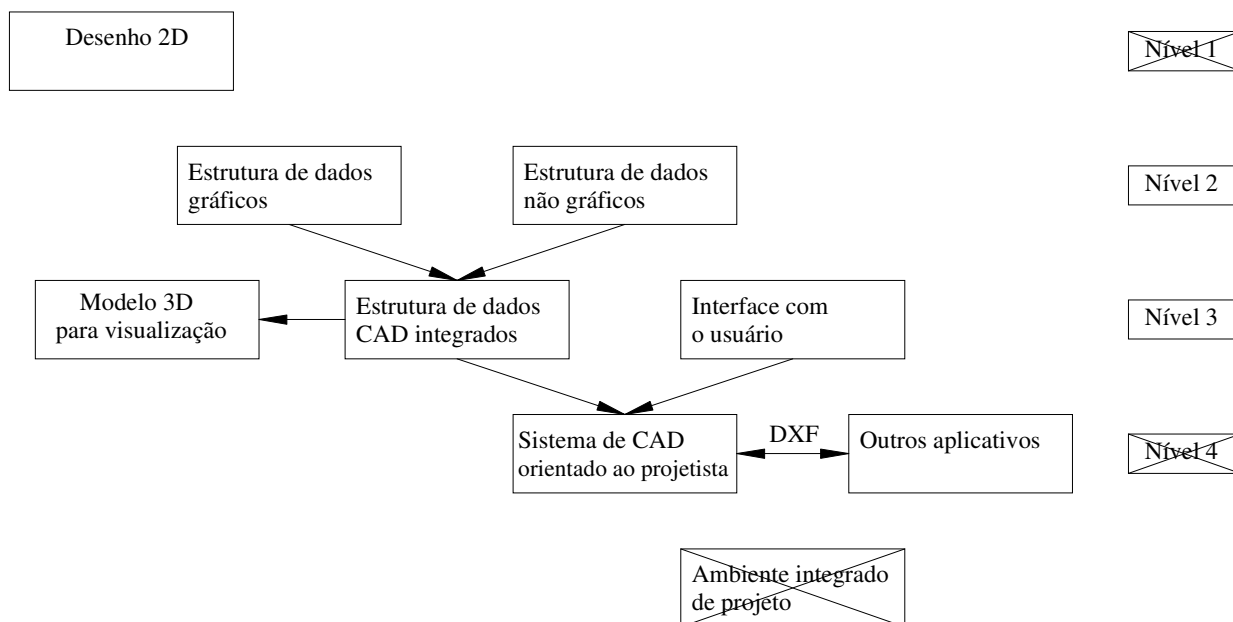 Desenho 2D
Nível 1
Estrutura de dados
gráficos
Estrutura de dados
não gráficos
Nível 2
Modelo 3D
para visualização
Estrutura de dados
CAD integrados
Interface com
o usuário
Nível 3
Sistema de CAD
orientado ao projetista
DXF
Outros aplicativos
Nível 4
Ambiente integrado
de projeto